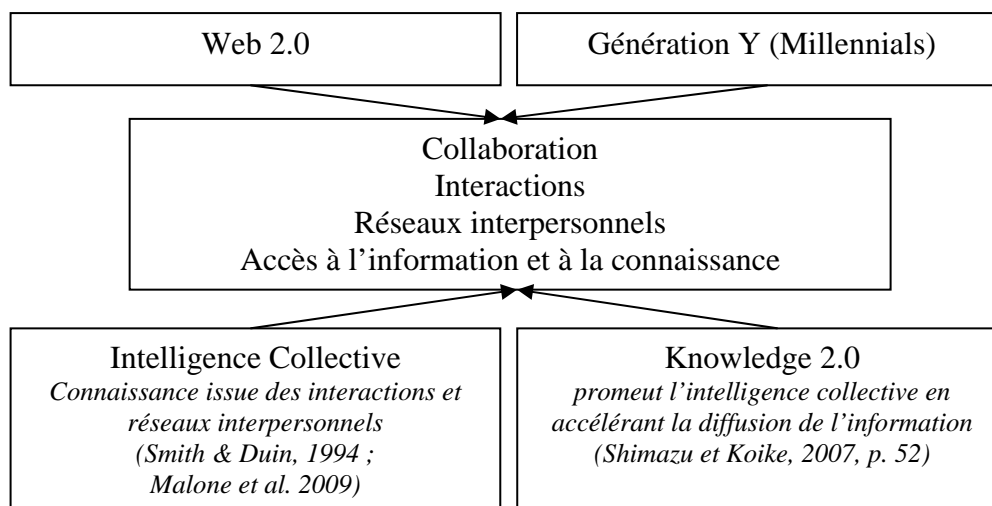 Web 2.0
Génération Y (Millennials)
Collaboration
Interactions
Réseaux interpersonnels
Accès à l’information et à la connaissance
Intelligence Collective
Connaissance issue des interactions et
réseaux interpersonnels
(Smith & Duin, 1994 ;
Malone et al. 2009)
Knowledge 2.0
promeut l’intelligence collective en
accélérant la diffusion de l’information
(Shimazu et Koike, 2007, p. 52)